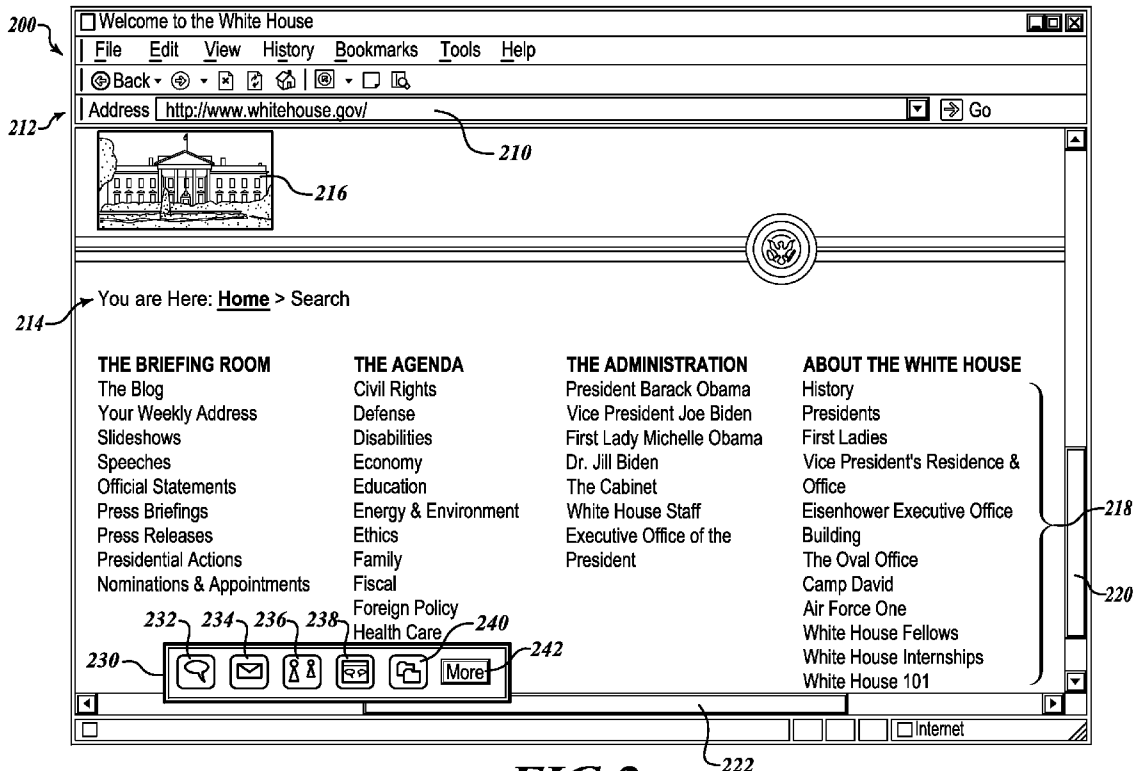 Welcome to the White House
200
File Edit View History Bookmarks Tools Help
Back
Address http://www.whitehouse.gov/ Go
212
210
216
You are Here: Home > Search
214
THE BRIEFING ROOM THE AGENDA THE ADMINISTRATION ABOUT THE WHITE HOUSE
The Blog Civil Rights President Barack Obama History
Your Weekly Address Defense Vice President Joe Biden Presidents
Slideshows Disabilities First Lady Michelle Obama First Ladies
Speeches Economy Dr. Jill Biden Vice President's Residence &
Official Statements Education The Cabinet Office
Press Briefings Energy & Environment White House Staff Eisenhower Executive Office 218
Press Releases Ethics Executive Office of the Building
Presidential Actions Family President The Oval Office
Nominations & Appointments Fiscal Camp David
220
Foreign Policy Air Force One
232 234 236 238 Health Care 240 White House Fellows
230 More 242 White House Internships
White House 101
Internet
222